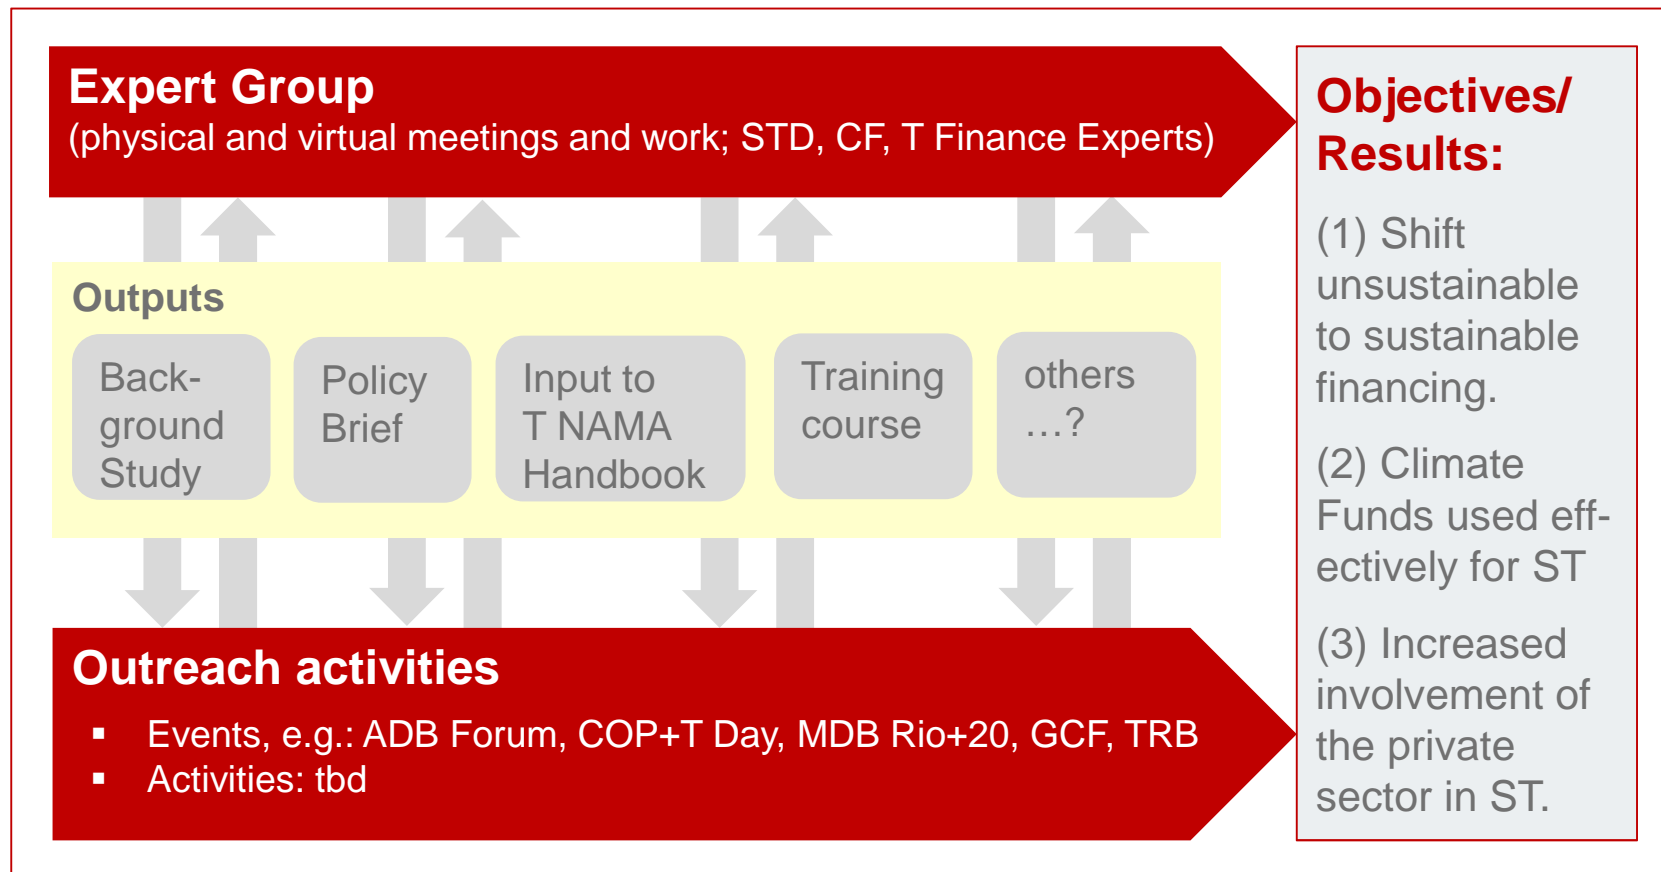 Expert Group
(physical and virtual meetings and work; STD, CF, T Finance Experts)
Outputs
Back-
ground
Study
Policy
Brief
Input to
T NAMA
Handbook
Training
course
others
…?
Outreach activities
▪ Events, e.g.: ADB Forum, COP+T Day, MDB Rio+20, GCF, TRB
▪ Activities: tbd
Objectives/
Results:
(1) Shift
unsustainable
to sustainable
financing.
(2) Climate
Funds used eff-
ectively for ST
(3) Increased
involvement of
the private
sector in ST.